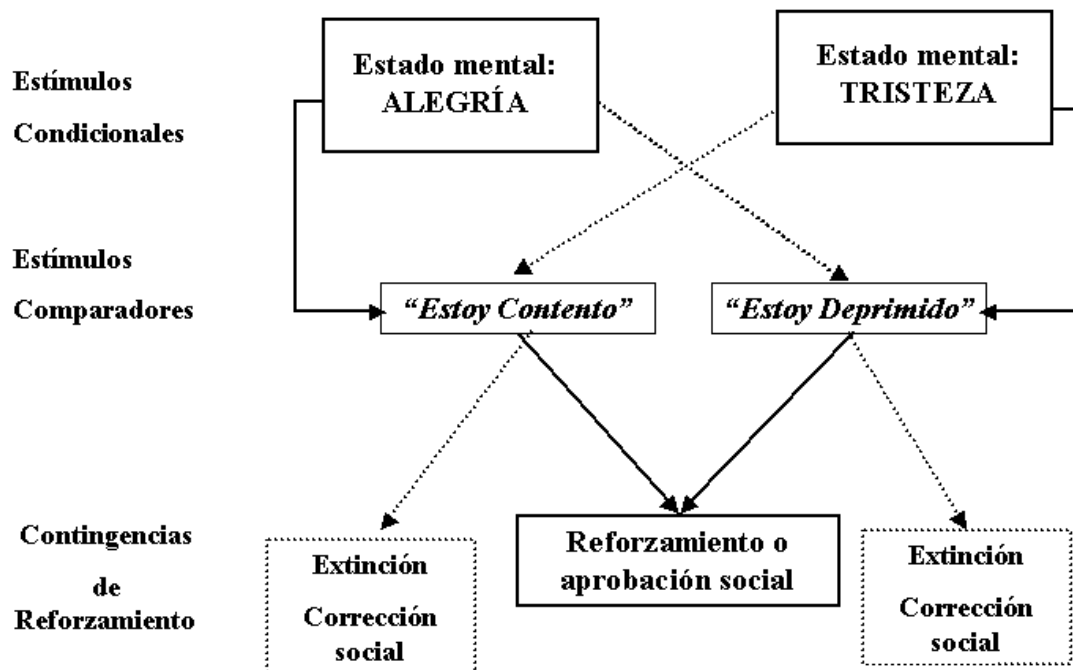 Estímulos
Condicionales
Estado mental:
ALEGRÍA
Estado mental:
TRISTEZA
Estímulos
Comparadores
“Estoy Contento”
“Estoy Deprimido”
Contingencias
de
Reforzamiento
Extinción
Corrección
social
Reforzamiento o
aprobación social
Extinción
Corrección
social